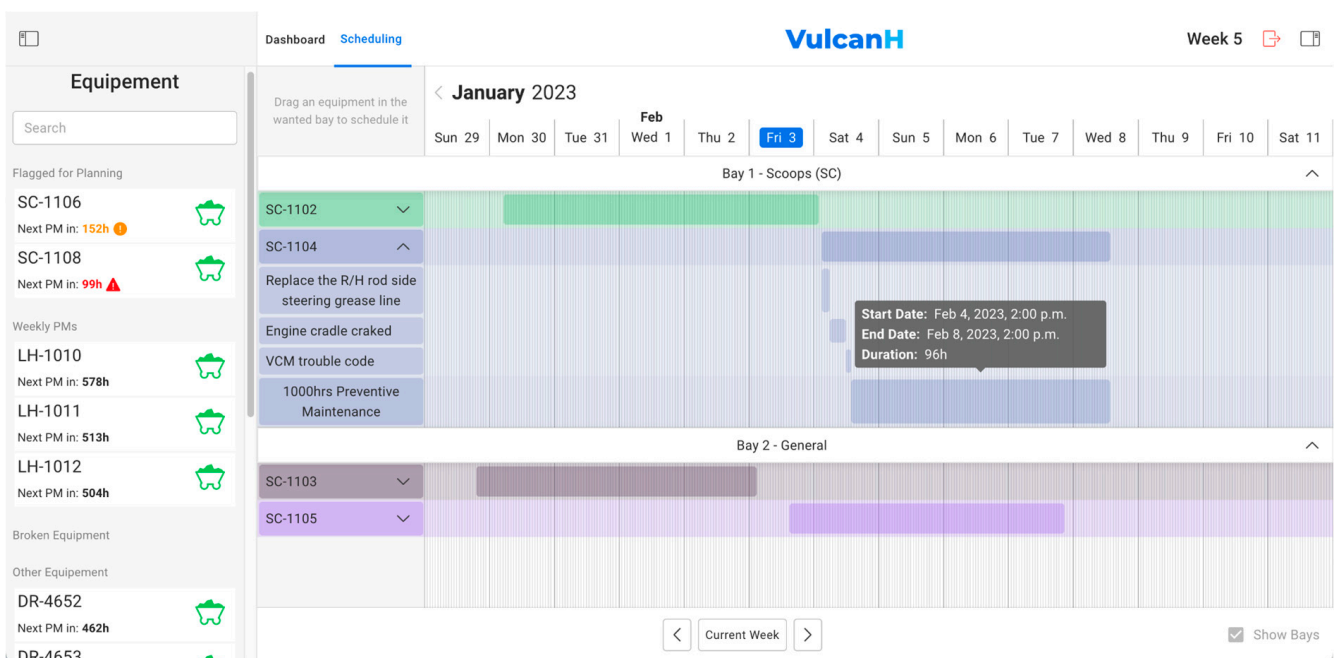 Dashboard Scheduling
VulcanH
Week 5
Equipement
Search
Flagged for Planning
SC-1106
Next PM in: 152h
SC-1108
Next PM in: 99h
Weekly PMs
LH-1010
Next PM in: 578h
LH-1011
Next PM in: 513h
LH-1012
Next PM in: 504h
Broken Equipment
Other Equipement
DR-4652
Next PM in: 462h
DR-4653
Drag an equipment in the
wanted bay to schedule it
January 2023
Feb
Sun 29 Mon 30 Tue 31 Wed 1 Thu 2 Fri 3 Sat 4 Sun 5 Mon 6 Tue 7 Wed 8 Thu 9 Fri 10 Sat 11
Bay 1 - Scoops (SC)
SC-1102
SC-1104
Replace the R/H rod side
steering grease line
Engine cradle craked
VCM trouble code
1000hrs Preventive
Maintenance
Start Date: Feb 4, 2023, 2:00 p.m.
End Date: Feb 8, 2023, 2:00 p.m.
Duration: 96h
Bay 2 - General
SC-1103
SC-1105
Current Week
Show Bays